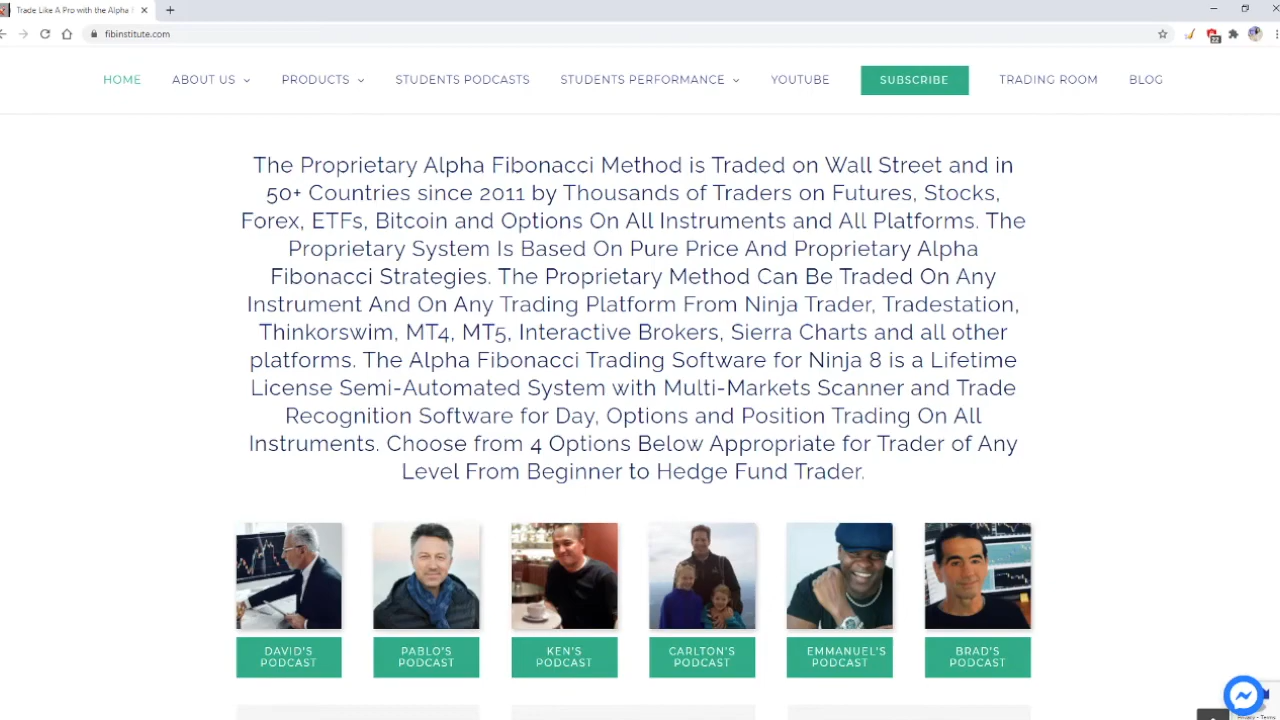 Trade Like A Pro with the Alpha
fibinstitute.com
22
HOME ABOUT US PRODUCTS STUDENTS PODCASTS STUDENTS PERFORMANCE YOUTUBE SUBSCRIBE TRADING ROOM BLOG
The Proprietary Alpha Fibonacci Method is Traded on Wall Street and in
50+ Countries since 2011 by Thousands of Traders on Futures, Stocks,
Forex, ETFs, Bitcoin and Options On All Instruments and All Platforms. The
Proprietary System Is Based On Pure Price And Proprietary Alpha
Fibonacci Strategies. The Proprietary Method Can Be Traded On Any
Instrument And On Any Trading Platform From Ninja Trader, Tradestation,
Thinkorswim, MT4, MT5, Interactive Brokers, Sierra Charts and all other
platforms. The Alpha Fibonacci Trading Software for Ninja 8 is a Lifetime
License Semi-Automated System with Multi-Markets Scanner and Trade
Recognition Software for Day, Options and Position Trading On All
Instruments. Choose from 4 Options Below Appropriate for Trader of Any
Level From Beginner to Hedge Fund Trader.
DAVID'S PODCAST
PABLO'S PODCAST
KEN'S PODCAST
CARLTON'S PODCAST
EMMANUEL'S PODCAST
BRAD'S PODCAST
Privacy - Terms